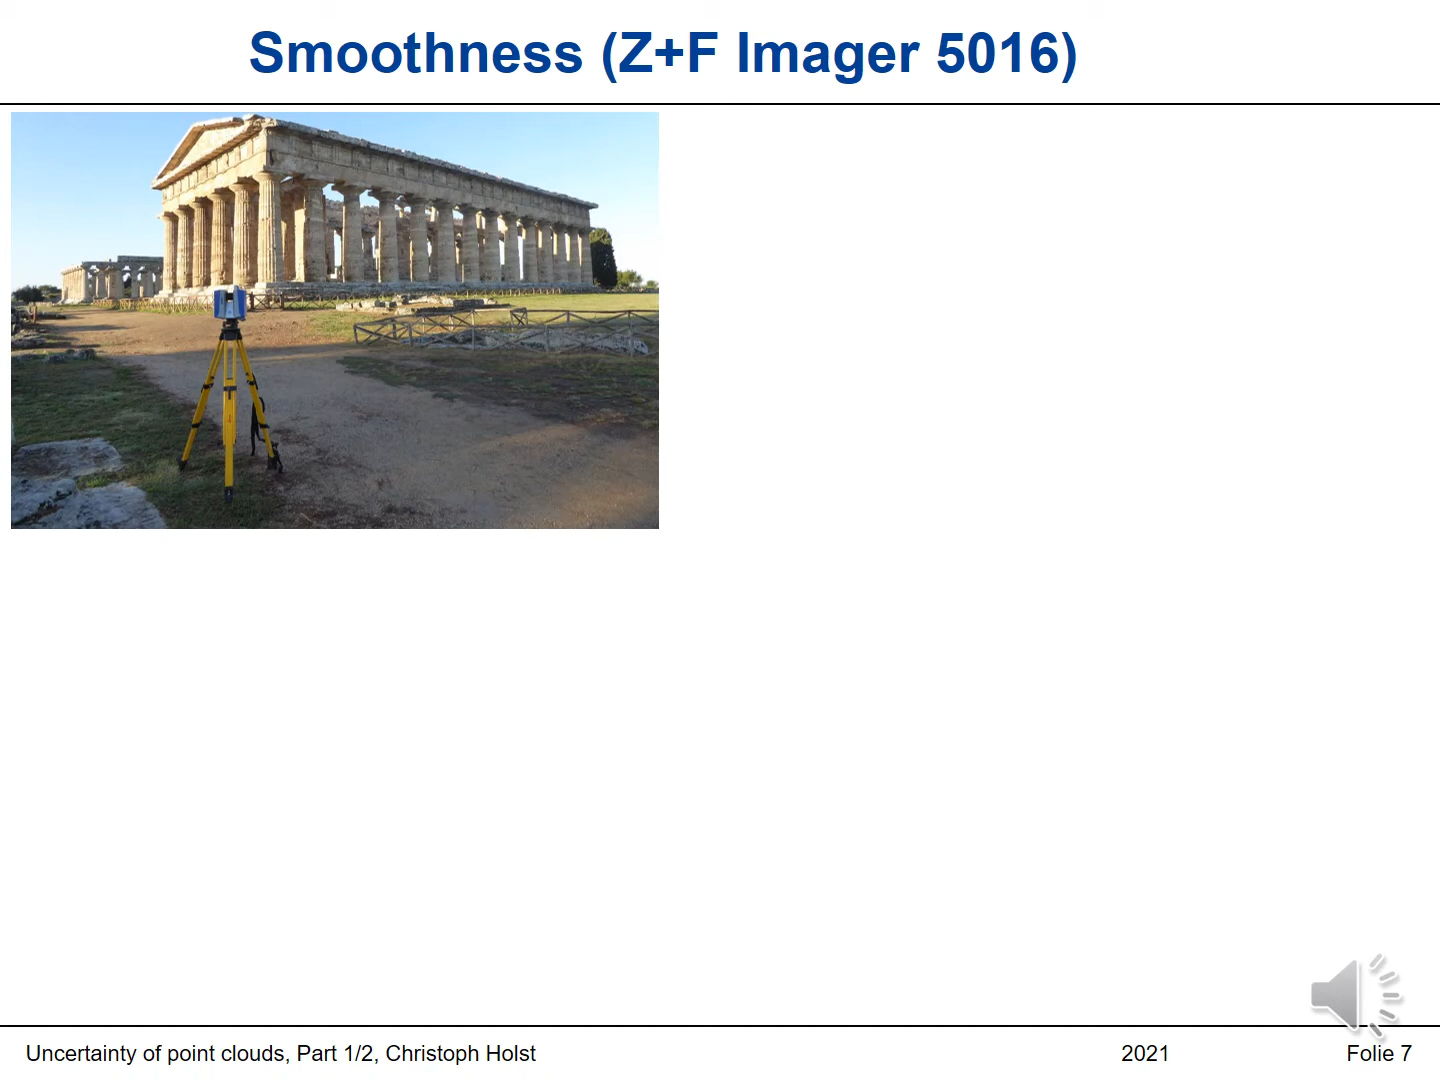 Smoothness (Z+F Imager 5016)
Uncertainty of point clouds, Part 1/2, Christoph Holst
2021
Folie 7